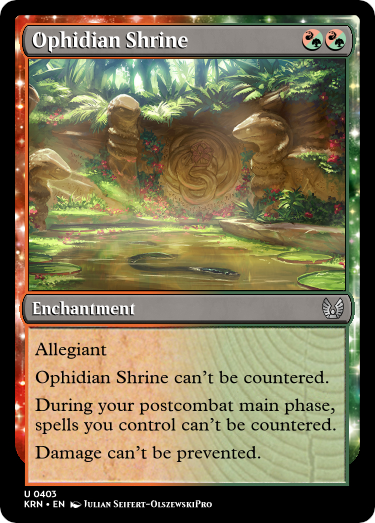 Ophidian Shrine
Enchantment
Allegiant
Ophidian Shrine can't be countered.
During your postcombat main phase,
spells you control can't be countered.
Damage can't be prevented.
U 0403
KRN • EN Julian Seifert-OlszewskiPro